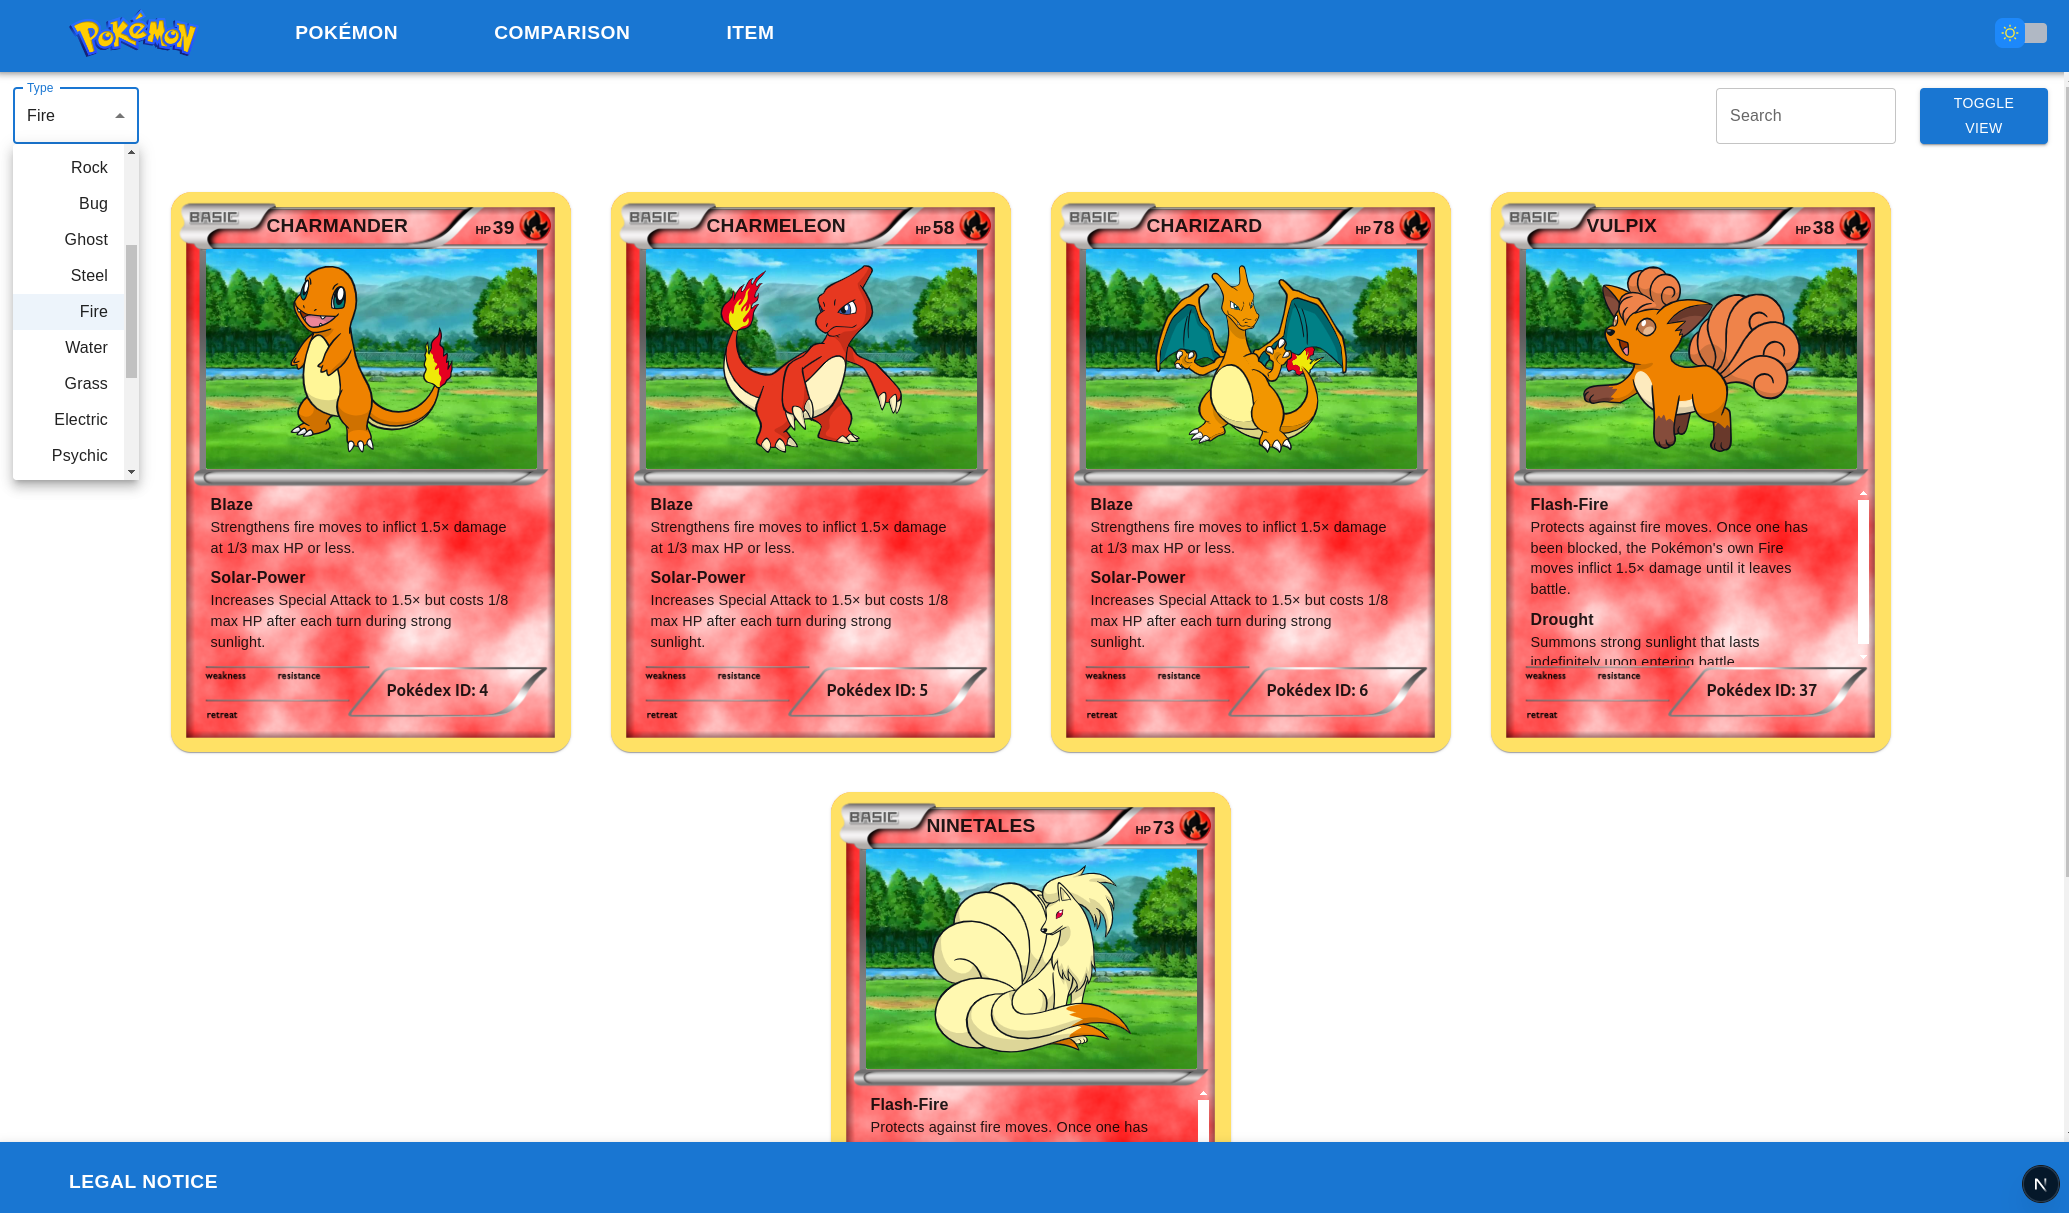 POKéMON
POKÉMON
COMPARISON
ITEM
Type
Fire
Search
TOGGLE
VIEW
Rock
Bug
Ghost
Steel
Fire
Water
Grass
Electric
Psychic
BASIC
CHARMANDER
HP 39
Blaze
Strengthens fire moves to inflict 1.5× damage
at 1/3 max HP or less.
Solar-Power
Increases Special Attack to 1.5× but costs 1/8
max HP after each turn during strong
sunlight.
weakness
resistance
Pokédex ID: 4
retreat
BASIC
CHARMELEON
HP 58
Blaze
Strengthens fire moves to inflict 1.5× damage
at 1/3 max HP or less.
Solar-Power
Increases Special Attack to 1.5× but costs 1/8
max HP after each turn during strong
sunlight.
weakness
resistance
Pokédex ID: 5
retreat
BASIC
CHARIZARD
HP 78
Blaze
Strengthens fire moves to inflict 1.5× damage
at 1/3 max HP or less.
Solar-Power
Increases Special Attack to 1.5× but costs 1/8
max HP after each turn during strong
sunlight.
weakness
resistance
Pokédex ID: 6
retreat
BASIC
VULPIX
HP 38
Flash-Fire
Protects against fire moves. Once one has
been blocked, the Pokémon's own Fire
moves inflict 1.5× damage until it leaves
battle.
Drought
Summons strong sunlight that lasts
indefinitely upon entering battle.
weakness
resistance
Pokédex ID: 37
retreat
BASIC
NINETALES
HP 73
Flash-Fire
Protects against fire moves. Once one has
LEGAL NOTICE
N